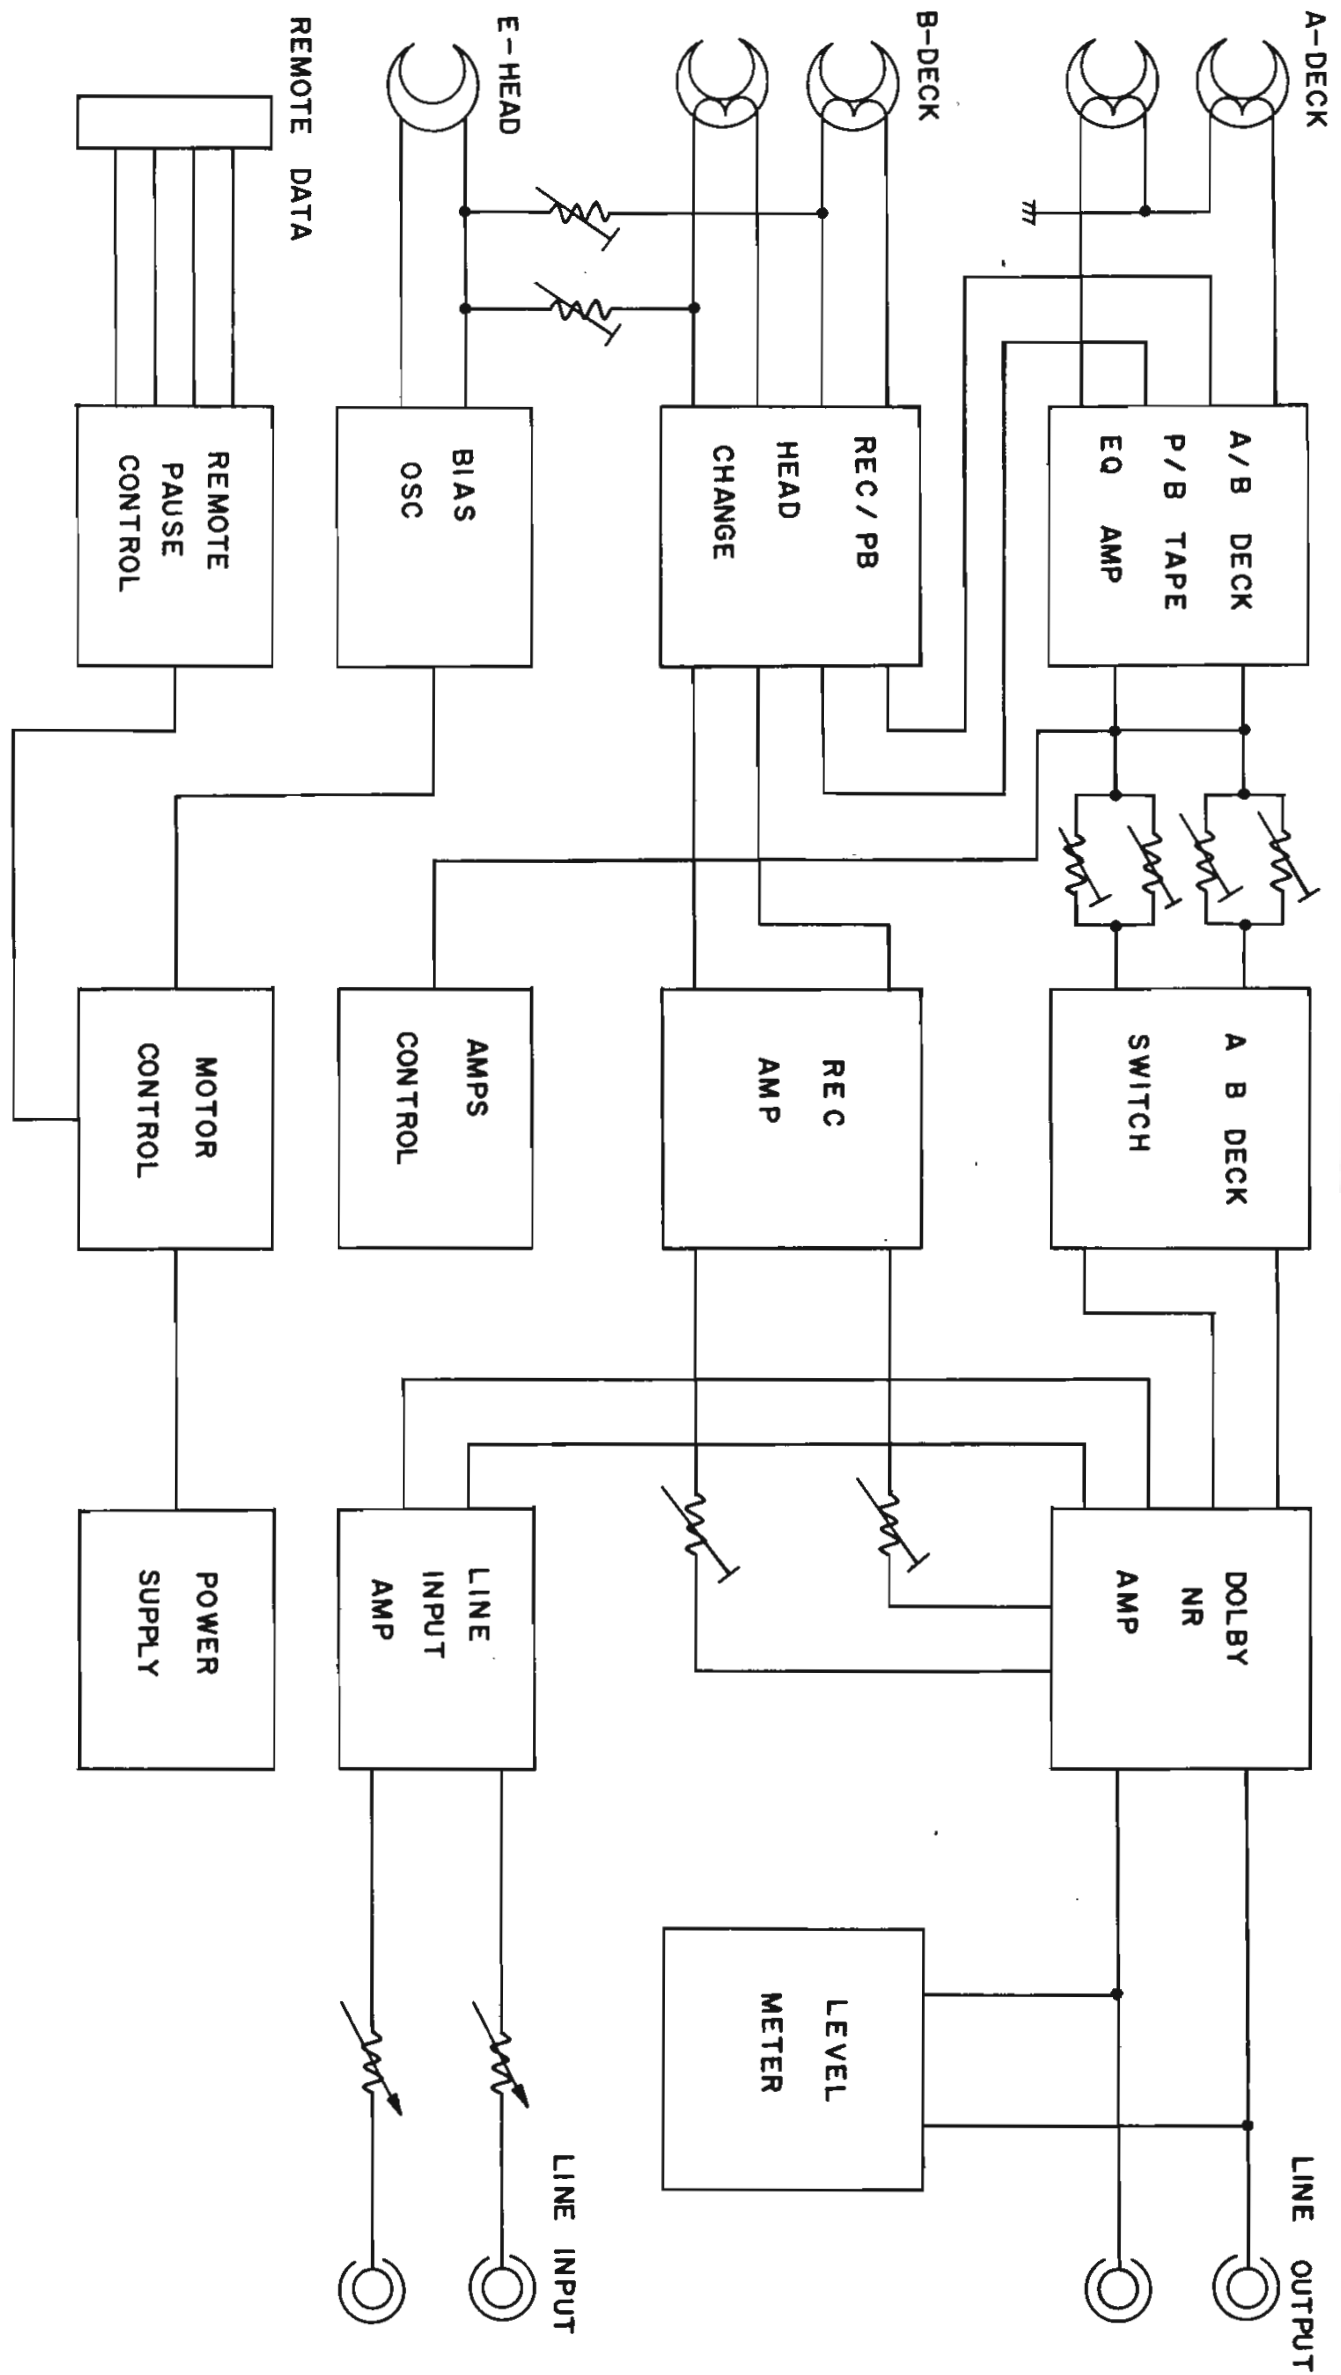 A-DECK
A/B DECK
P/B TAPE
EQ AMP
A B DECK
SWITCH
DOLBY
NR
AMP
LINE OUTPUT
B-DECK
REC/PB
HEAD
CHANGE
REC
AMP
LEVEL
METER
E-HEAD
BIAS
OSC
AMPS
CONTROL
LINE
INPUT
AMP
LINE INPUT
REMOTE DATA
REMOTE
PAUSE
CONTROL
MOTOR
CONTROL
POWER
SUPPLY